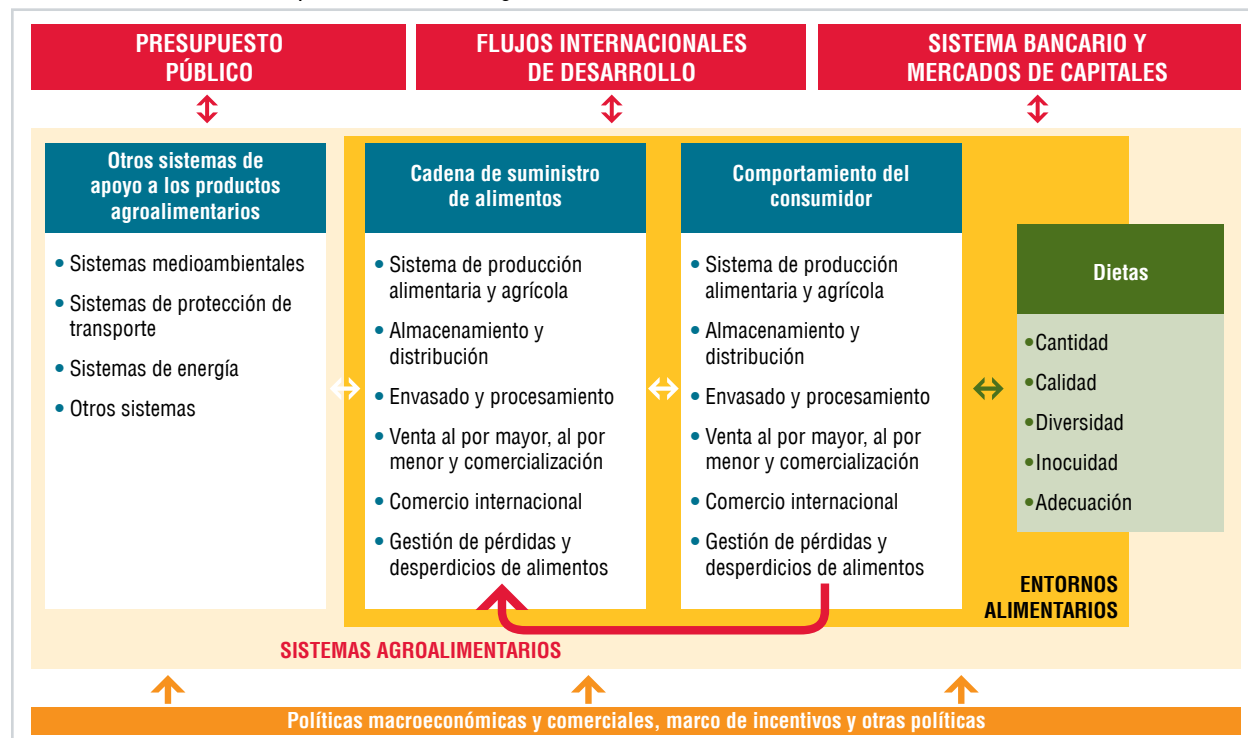 PRESUPUESTO
PÚBLICO
FLUJOS INTERNACIONALES
DE DESARROLLO
SISTEMA BANCARIO Y
MERCADOS DE CAPITALES
Otros sistemas de
apoyo a los productos
agroalimentarios
• Sistemas medioambientales
• Sistemas de protección de
transporte
• Sistemas de energía
• Otros sistemas
Cadena de suministro
de alimentos
• Sistema de producción
alimentaria y agrícola
• Almacenamiento y
distribución
• Envasado y procesamiento
• Venta al por mayor, al por
menor y comercialización
• Comercio internacional
• Gestión de pérdidas y
desperdicios de alimentos
Comportamiento del
consumidor
• Sistema de producción
alimentaria y agrícola
• Almacenamiento y
distribución
• Envasado y procesamiento
• Venta al por mayor, al por
menor y comercialización
• Comercio internacional
• Gestión de pérdidas y
desperdicios de alimentos
Dietas
• Cantidad
• Calidad
• Diversidad
• Inocuidad
• Adecuación
ENTORNOS
ALIMENTARIOS
SISTEMAS AGROALIMENTARIOS
Políticas macroeconómicas y comerciales, marco de incentivos y otras políticas